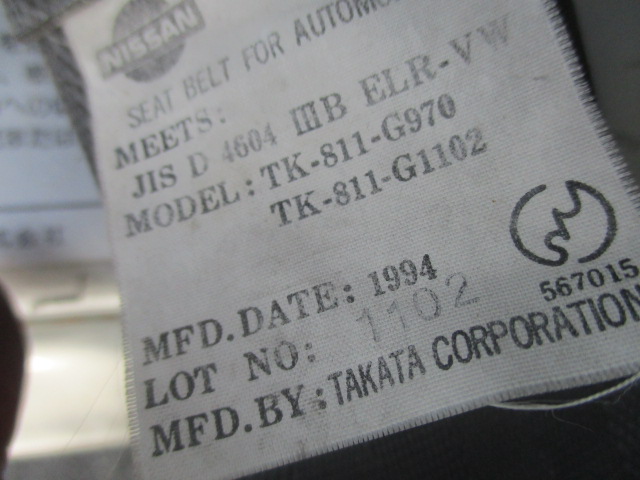 NISSAN
SEAT BELT FOR
MEETS:
JIS D 4604 ⅢB ELR-VW
MODEL: TK-811-G970
TK-811-G1102
567015
MFD. DATE: 1994
LOT NO: 1102
MFD. BY: TAKATA CORPORATION